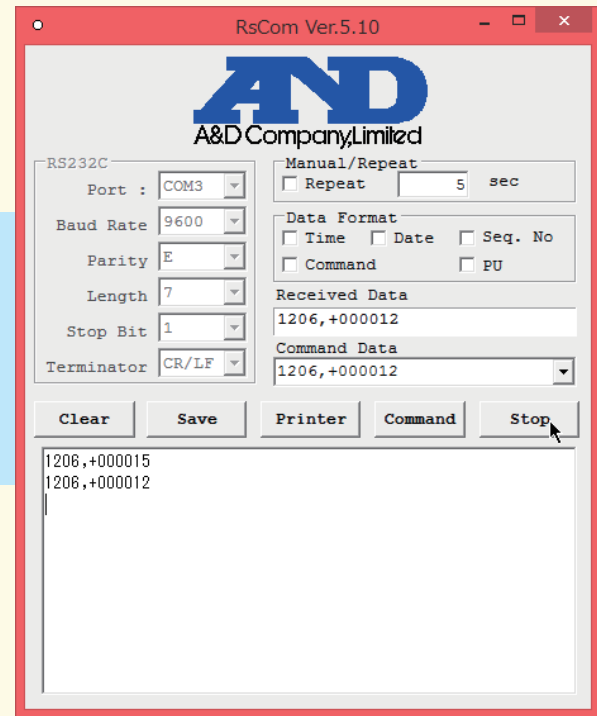 RsCom Ver.5.10
AND
A&D Company,Limited
RS232C
Port : COM3
Baud Rate 9600
Parity E
Length 7
Stop Bit 1
Terminator CR/LF
Manual/Repeat
Repeat 5 sec
Data Format
Time Date Seq. No
Command PU
Received Data
1206,+000012
Command Data
1206,+000012
Clear Save Printer Command Stop
1206,+000015
1206,+000012